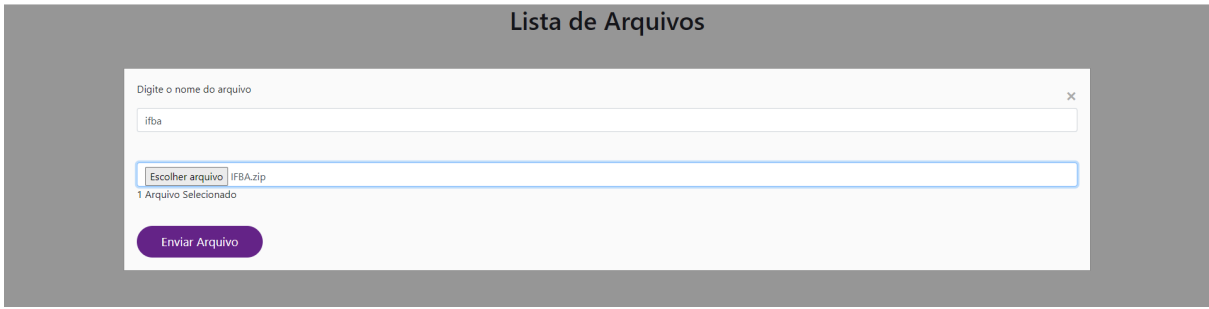 Lista de Arquivos
Digite o nome do arquivo
×
ifba
Escolher arquivo IFBA.zip
1 Arquivo Selecionado
Enviar Arquivo